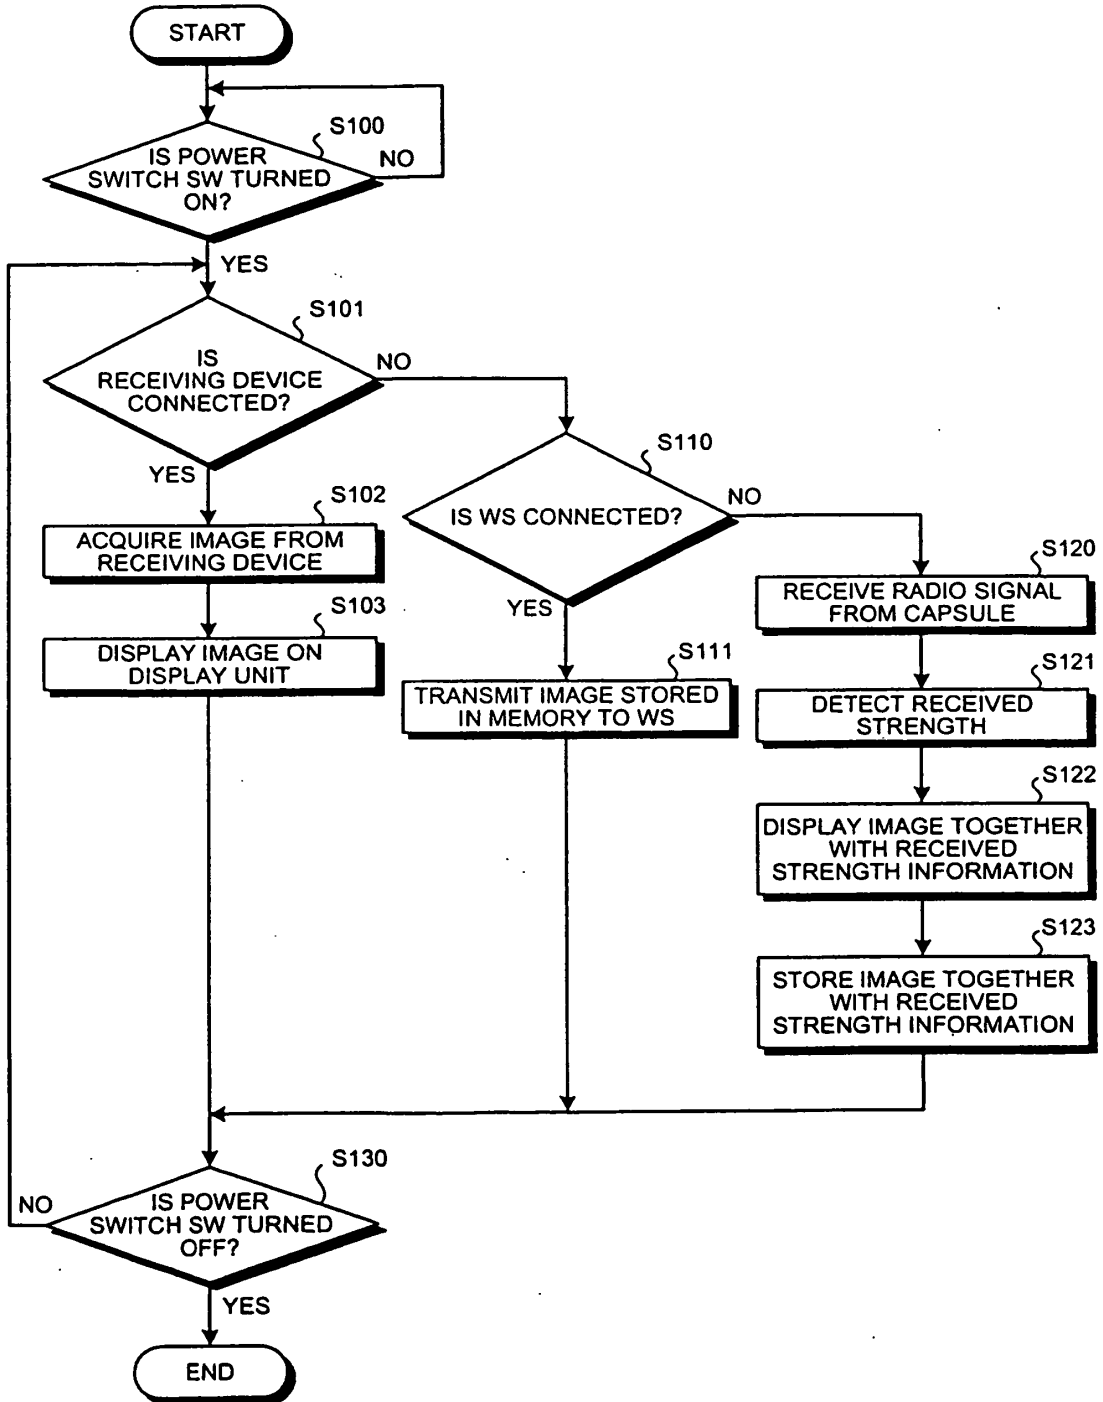 START
S100
IS POWER
SWITCH SW TURNED
ON?
NO
YES
S101
IS
RECEIVING DEVICE
CONNECTED?
NO
YES
S110
IS WS CONNECTED?
NO
YES
S102
ACQUIRE IMAGE FROM
RECEIVING DEVICE
S103
DISPLAY IMAGE ON
DISPLAY UNIT
S111
TRANSMIT IMAGE STORED
IN MEMORY TO WS
S120
RECEIVE RADIO SIGNAL
FROM CAPSULE
S121
DETECT RECEIVED
STRENGTH
S122
DISPLAY IMAGE TOGETHER
WITH RECEIVED
STRENGTH INFORMATION
S123
STORE IMAGE TOGETHER
WITH RECEIVED
STRENGTH INFORMATION
S130
IS POWER
SWITCH SW TURNED
OFF?
NO
YES
END